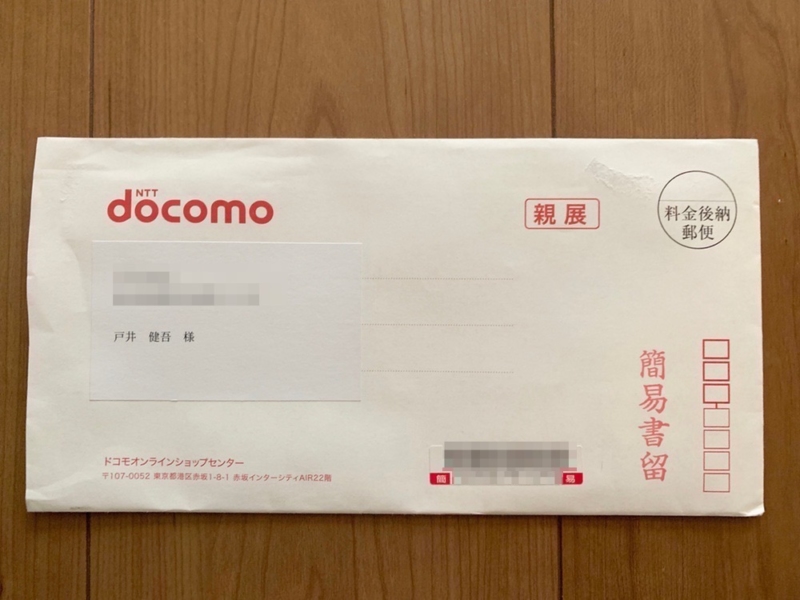 NTT
docomo
親展
料金後納
郵便
戸井 健吾 様
簡易書留
ドコモオンラインショップセンター
〒107-0052 東京都港区赤坂1-8-1 赤坂インターシティAIR22階
簡
易